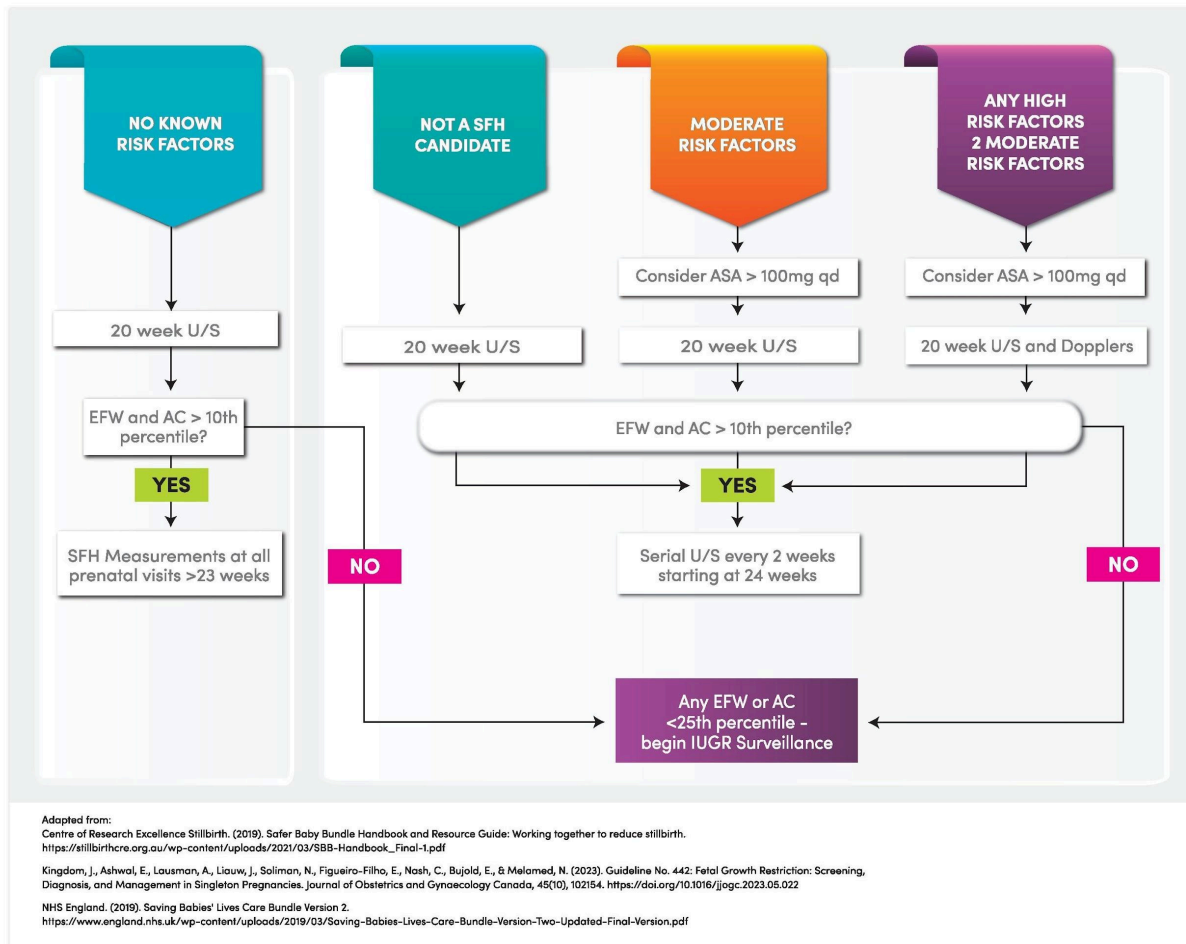 NO KNOWN
RISK FACTORS
NOT A SFH
CANDIDATE
MODERATE
RISK FACTORS
ANY HIGH
RISK FACTORS
2 MODERATE
RISK FACTORS
Consider ASA > 100mg qd
Consider ASA > 100mg qd
20 week U/S
20 week U/S
20 week U/S
20 week U/S and Dopplers
EFW and AC > 10th
percentile?
EFW and AC > 10th percentile?
YES
YES
SFH Measurements at all
prenatal visits >23 weeks
NO
Serial U/S every 2 weeks
starting at 24 weeks
NO
Any EFW or AC
<25th percentile -
begin IUGR Surveillance
Adapted from:
Centre of Research Excellence Stillbirth. (2019). Safer Baby Bundle Handbook and Resource Guide: Working together to reduce stillbirth.
https://stillbirthcre.org.au/wp-content/uploads/2021/03/SBB-Handbook_Final-1.pdf
Kingdom, J., Ashwal, E., Lausman, A., Liauw, J., Soliman, N., Figueiro-Filho, E., Nash, C., Bujold, E., & Melamed, N. (2023). Guideline No. 442: Fetal Growth Restriction: Screening,
Diagnosis, and Management in Singleton Pregnancies. Journal of Obstetrics and Gynaecology Canada, 45(10), 102154. https://doi.org/10.1016/jjogc.2023.05.022
NHS England. (2019). Saving Babies' Lives Care Bundle Version 2.
https://www.england.nhs.uk/wp-content/uploads/2019/03/Saving-Babies-Lives-Care-Bundle-Version-Two-Updated-Final-Version.pdf